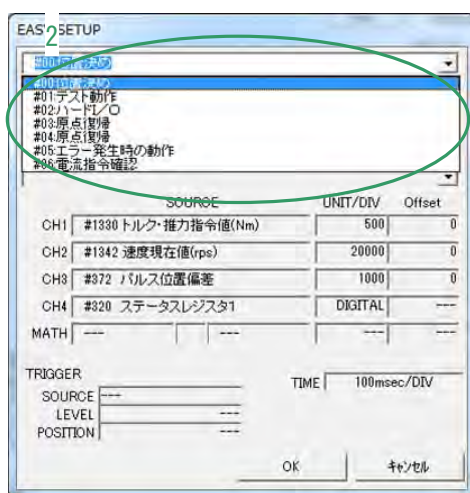 EASY SETUP
2
#00:位置決め
#00:位置決め
#01:テスト動作
#02:ハードI/O
#03:原点復帰
#04:原点復帰
#05:エラー発生時の動作
#06:電流指令確認
SOURCE UNIT/DIV Offset
CH1 #1330 トルク・推力指令値(Nm) 500 0
CH2 #1342 速度現在値(rps) 20000 0
CH3 #372 パルス位置偏差 1000 0
CH4 #320 ステータスレジスタ1 DIGITAL ---
MATH --- --- --- ---
TRIGGER
TIME 100msec/DIV
SOURCE ---
LEVEL ---
POSITION ---
OK キャンセル